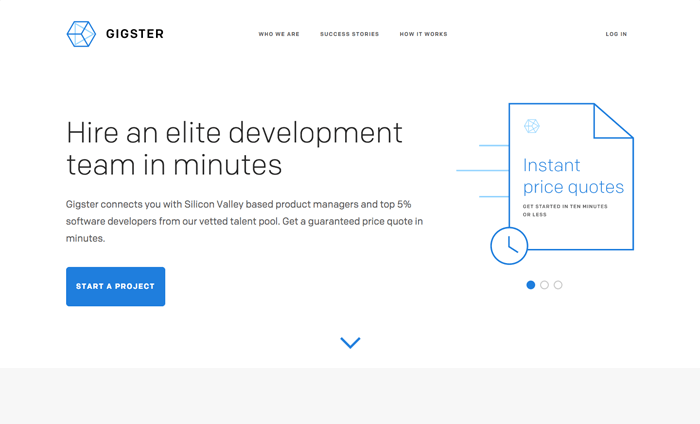 GIGSTER
WHO WE ARE
SUCCESS STORIES
HOW IT WORKS
LOG IN
Hire an elite development
team in minutes
Gigster connects you with Silicon Valley based product managers and top 5%
software developers from our vetted talent pool. Get a guaranteed price quote in
minutes.
START A PROJECT
Instant
price quotes
GET STARTED IN TEN MINUTES
OR LESS